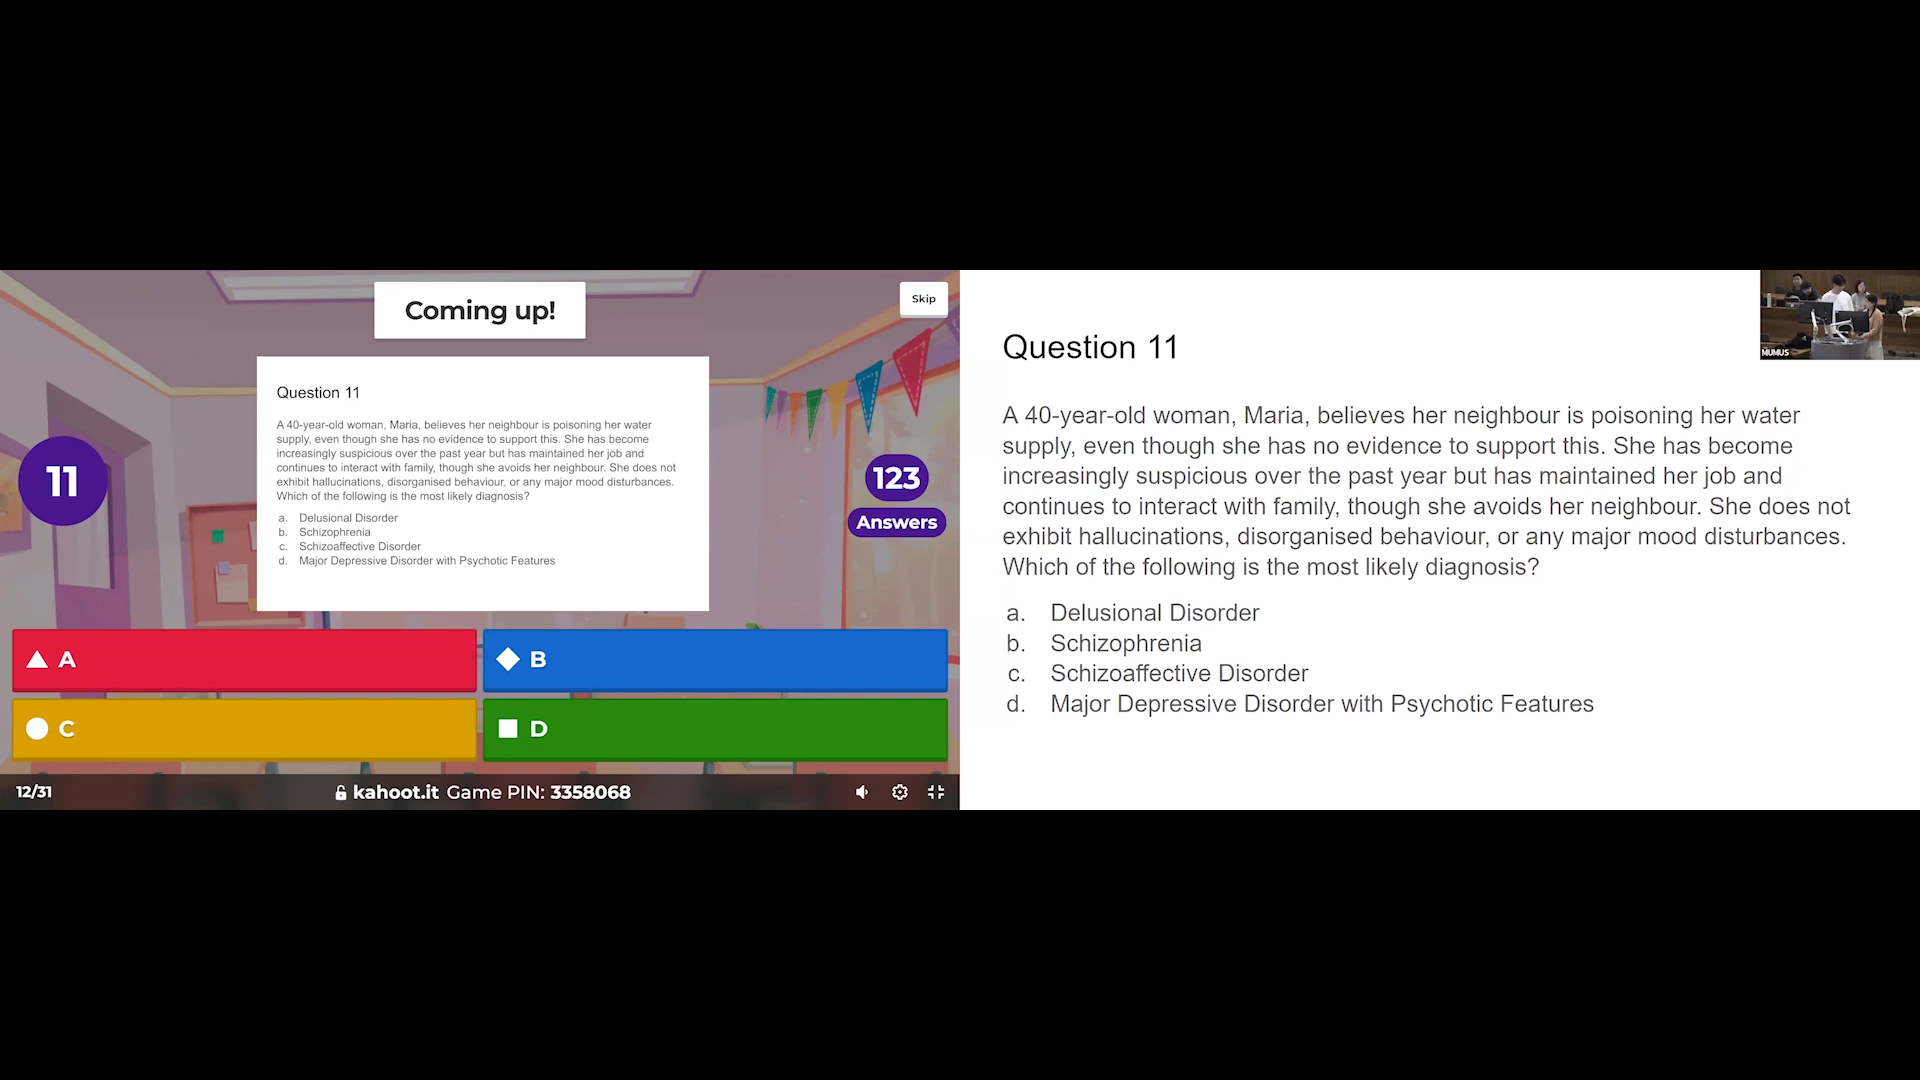 Coming up!
Skip
Question 11
A 40-year-old woman, Maria, believes her neighbour is poisoning her water
supply, even though she has no evidence to support this. She has become
increasingly suspicious over the past year but has maintained her job and
continues to interact with family, though she avoids her neighbour. She does not
exhibit hallucinations, disorganised behaviour, or any major mood disturbances.
Which of the following is the most likely diagnosis?
a. Delusional Disorder
b. Schizophrenia
c. Schizoaffective Disorder
d. Major Depressive Disorder with Psychotic Features
11
123
Answers
A
B
C
D
12/31
kahoot.it Game PIN: 3358068
Question 11
A 40-year-old woman, Maria, believes her neighbour is poisoning her water
supply, even though she has no evidence to support this. She has become
increasingly suspicious over the past year but has maintained her job and
continues to interact with family, though she avoids her neighbour. She does not
exhibit hallucinations, disorganised behaviour, or any major mood disturbances.
Which of the following is the most likely diagnosis?
a. Delusional Disorder
b. Schizophrenia
c. Schizoaffective Disorder
d. Major Depressive Disorder with Psychotic Features
MUMUS